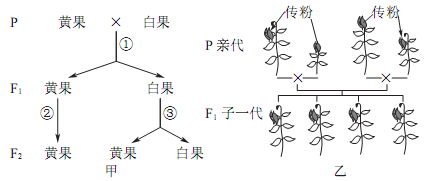 P 黄果 × 白果
①
F₁ 黄果 白果
② ③
F₂ 黄果 黄果 白果
甲
传粉 传粉
P 亲代
× ×
F₁ 子一代
乙